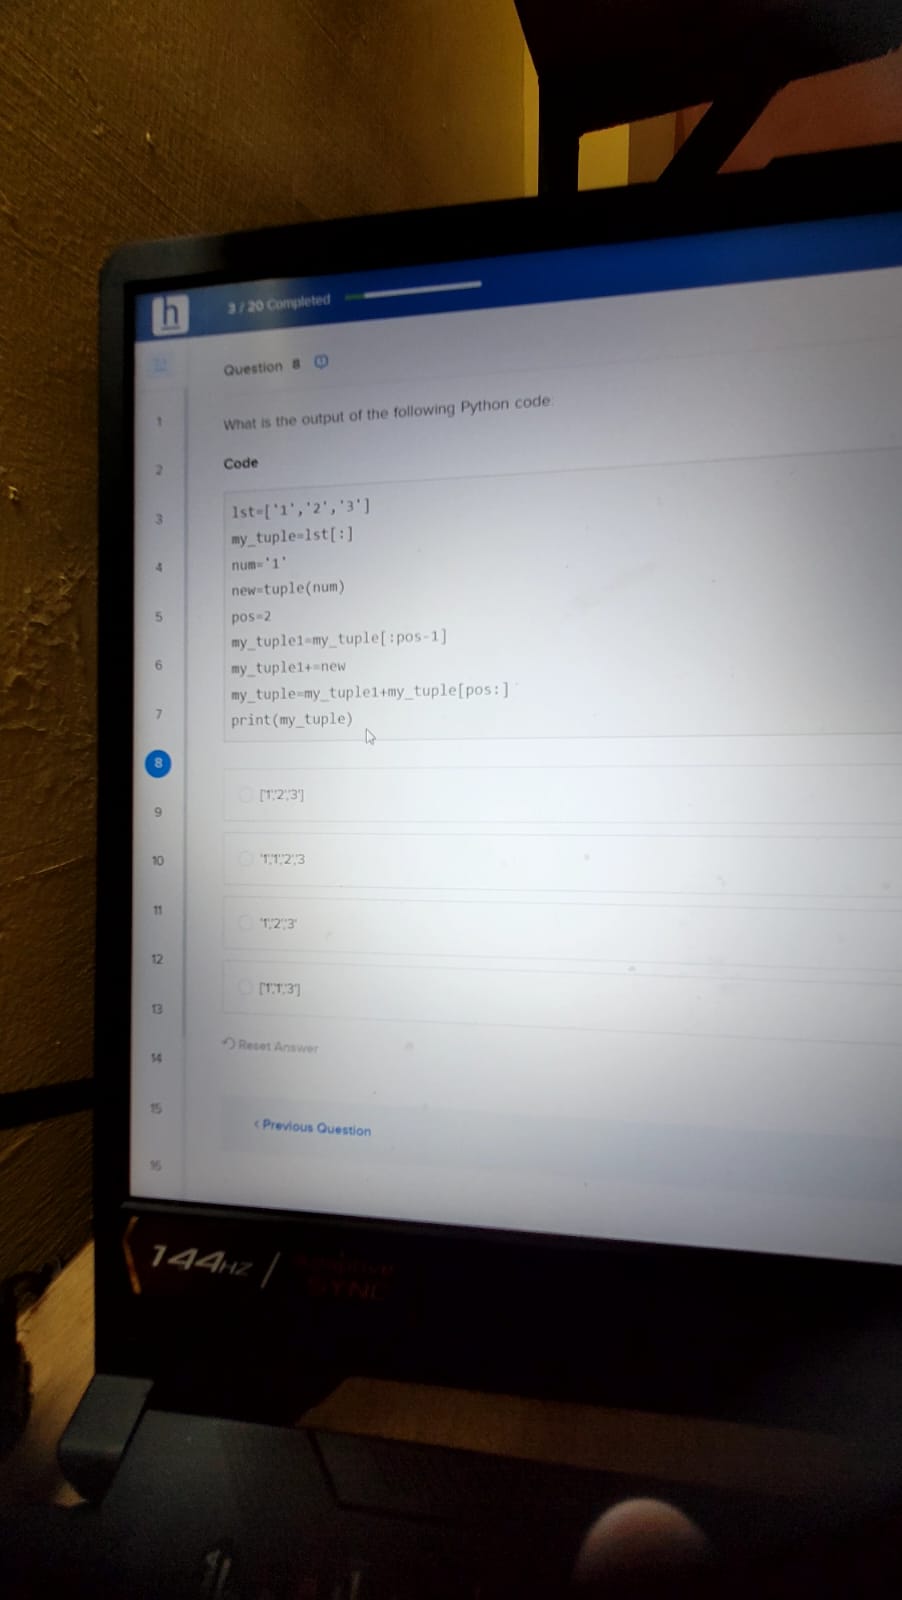 h
3 / 20 Completed
Question 8
What is the output of the following Python code:
Code
lst=['1','2','3']
my_tuple=lst[:]
num='1'
new=tuple(num)
pos=2
my_tuple1=my_tuple[:pos-1]
my_tuple1+=new
my_tuple=my_tuple1+my_tuple[pos:]
print(my_tuple)
['1','2','3']
'1','1','2','3
'1','2','3'
['1','1','3']
Reset Answer
< Previous Question
1
2
3
4
5
6
7
8
9
10
11
12
13
14
15
16
144HZ
SYNC